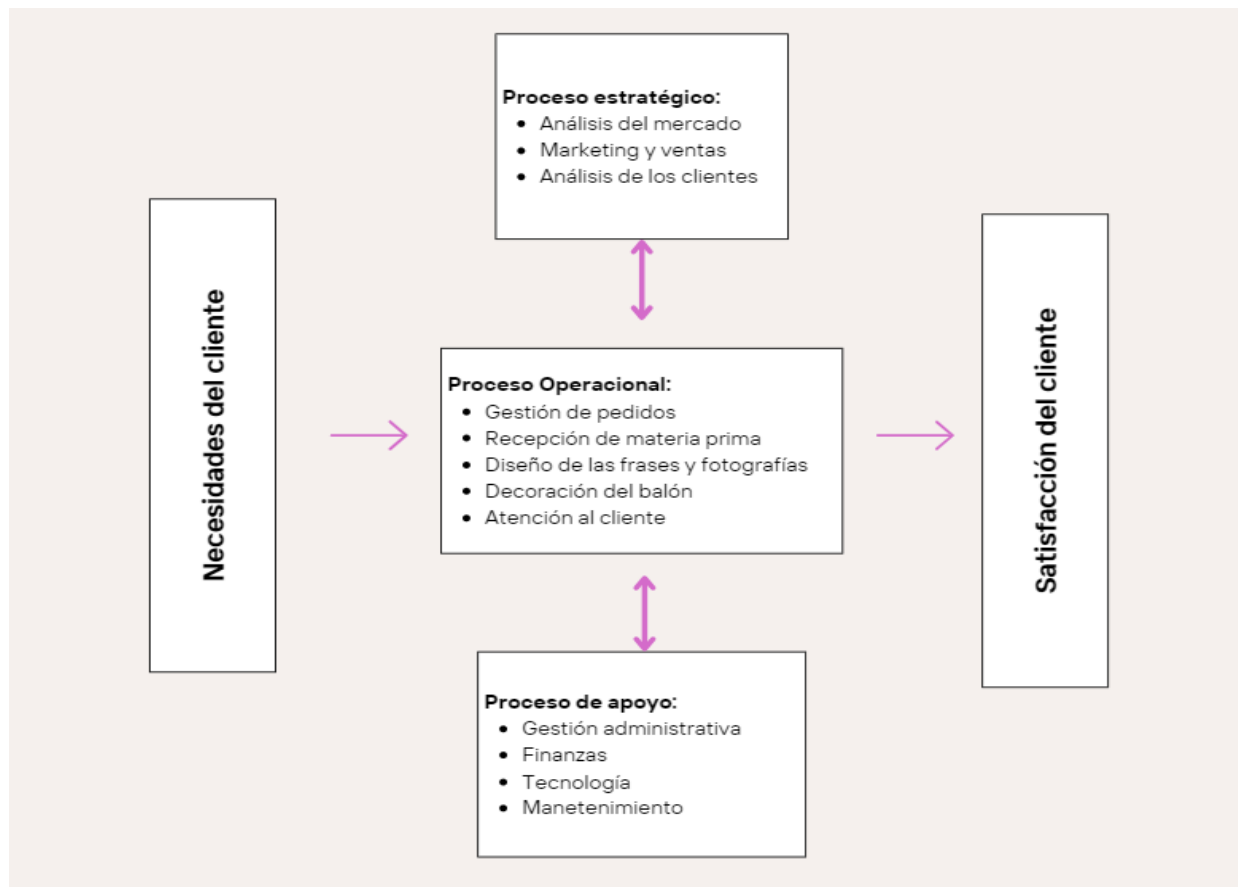 Proceso estratégico:
• Análisis del mercado
• Marketing y ventas
• Análisis de los clientes
Necesidades del cliente
Proceso Operacional:
• Gestión de pedidos
• Recepción de materia prima
• Diseño de las frases y fotografías
• Decoración del balón
• Atención al cliente
Satisfacción del cliente
Proceso de apoyo:
• Gestión administrativa
• Finanzas
• Tecnología
• Manetenimiento